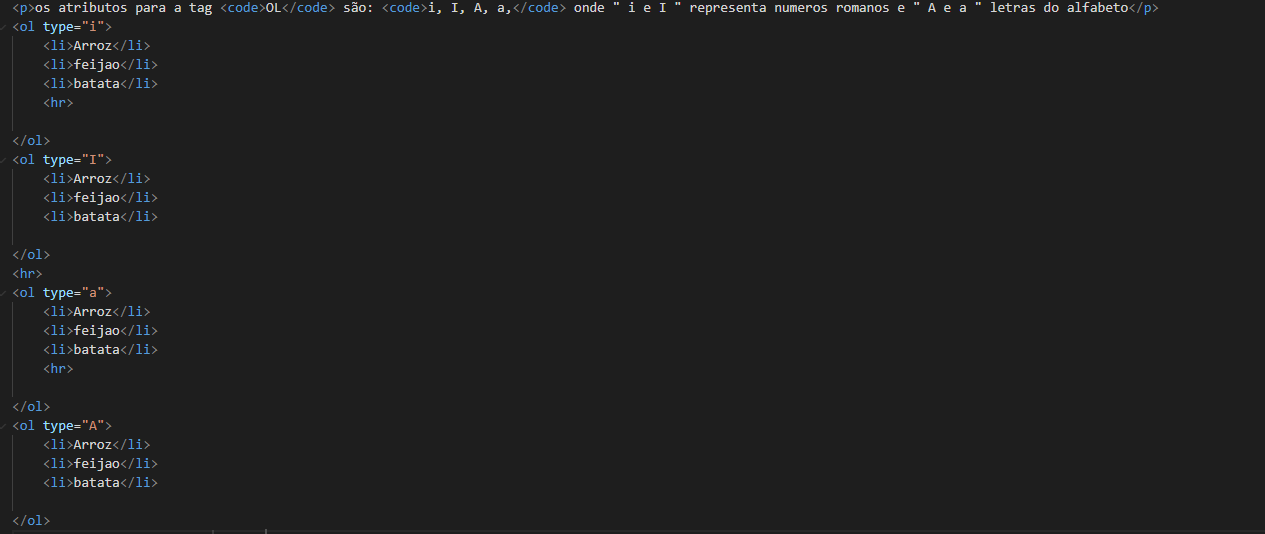 <p>os atributos para a tag <code>OL</code> são: <code>i, I, A, a,</code> onde " i e I " representa numeros romanos e " A e a " letras do alfabeto</p>
<ol type="i">
<li>Arroz</li>
<li>feijao</li>
<li>batata</li>
<hr>
</ol>
<ol type="I">
<li>Arroz</li>
<li>feijao</li>
<li>batata</li>
</ol>
<hr>
<ol type="a">
<li>Arroz</li>
<li>feijao</li>
<li>batata</li>
<hr>
</ol>
<ol type="A">
<li>Arroz</li>
<li>feijao</li>
<li>batata</li>
</ol>